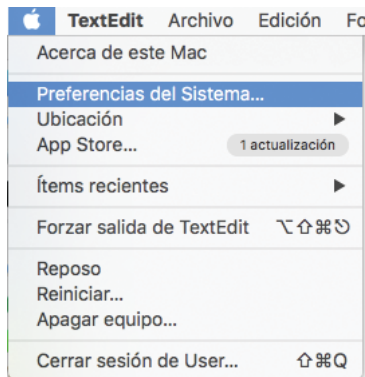 TextEdit Archivo Edición Fo
Acerca de este Mac
Preferencias del Sistema...
Ubicación ▶
App Store... 1 actualización
Ítems recientes ▶
Forzar salida de TextEdit ⌥⇧⌘⎋
Reposo
Reiniciar...
Apagar equipo...
Cerrar sesión de User... ⇧⌘Q